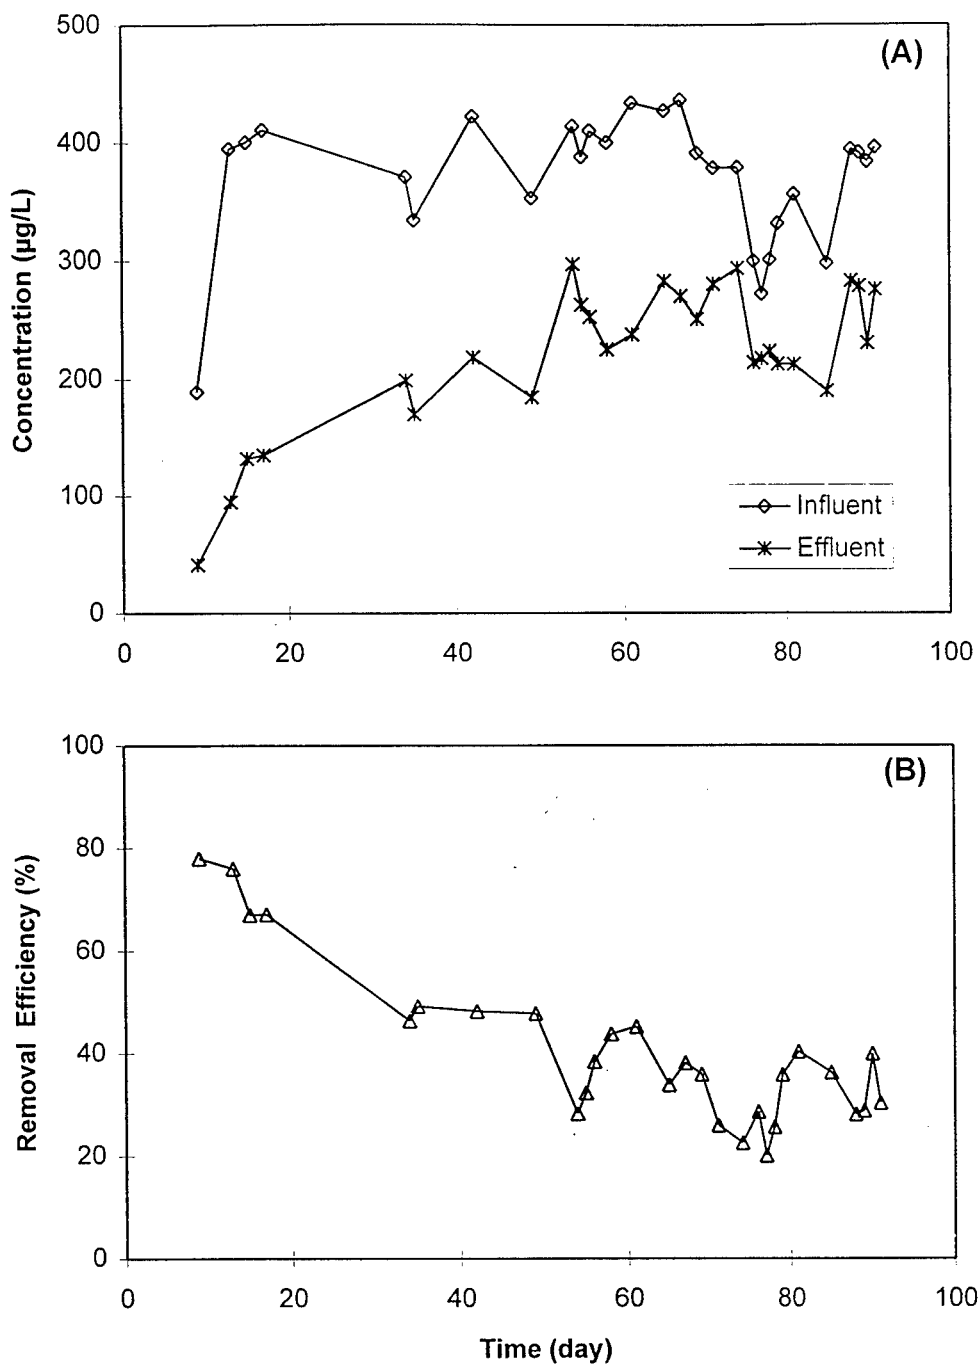 500
(A)
400
300
200
100
0
Concentration (µg/L)
Influent
Effluent
0 20 40 60 80 100
100
(B)
80
60
40
20
0
Removal Efficiency (%)
0 20 40 60 80 100
Time (day)